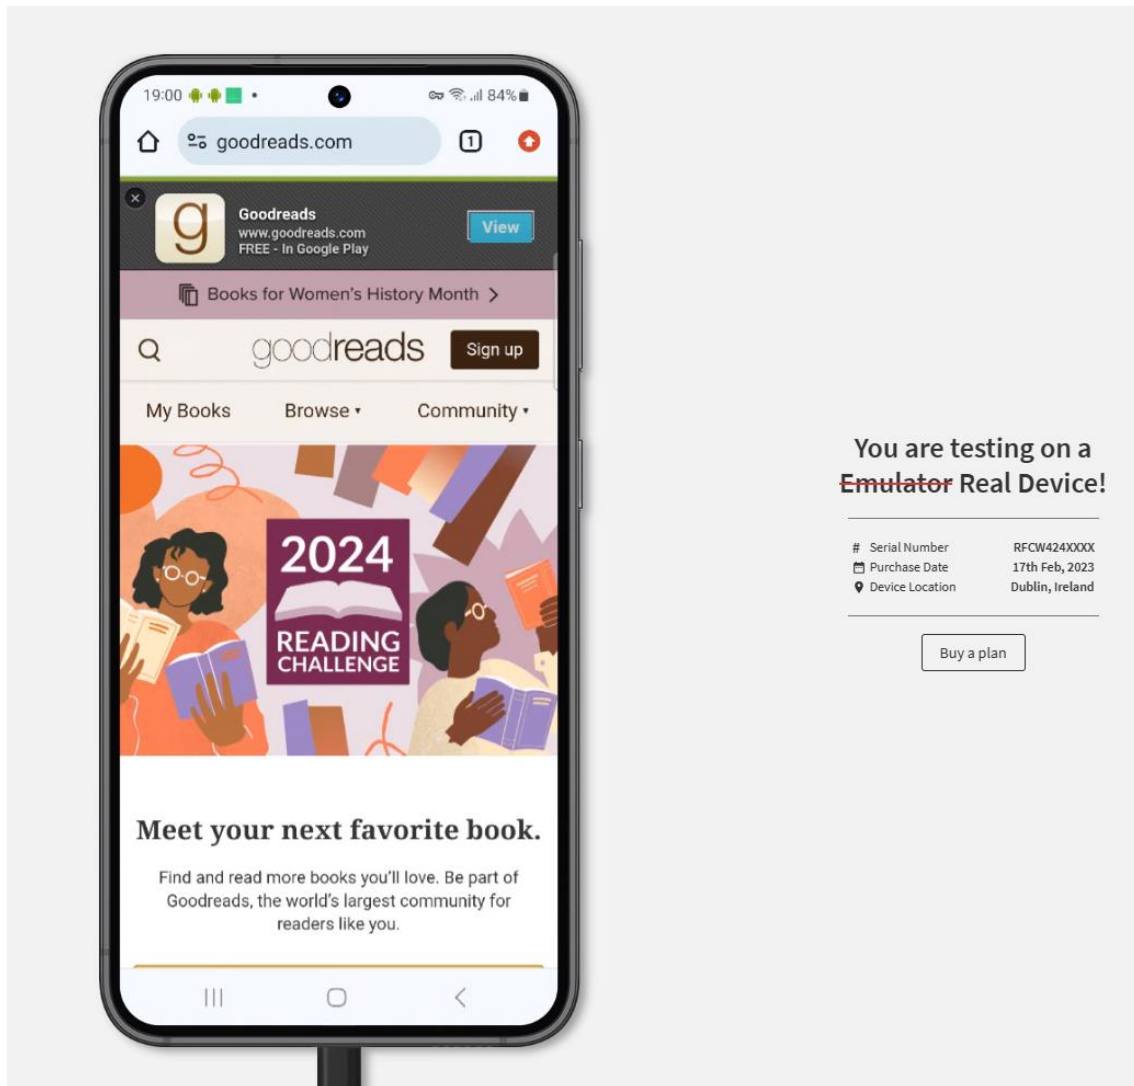 19:00
84%
goodreads.com
1
g
Goodreads
www.goodreads.com
FREE - In Google Play
View
Books for Women's History Month
goodreads
Sign up
My Books
Browse
Community
2024
READING
CHALLENGE
Meet your next favorite book.
Find and read more books you'll love. Be part of
Goodreads, the world's largest community for
readers like you.
You are testing on a
Emulator Real Device!
# Serial Number RFCW424XXXX
Purchase Date 17th Feb, 2023
Device Location Dublin, Ireland
Buy a plan